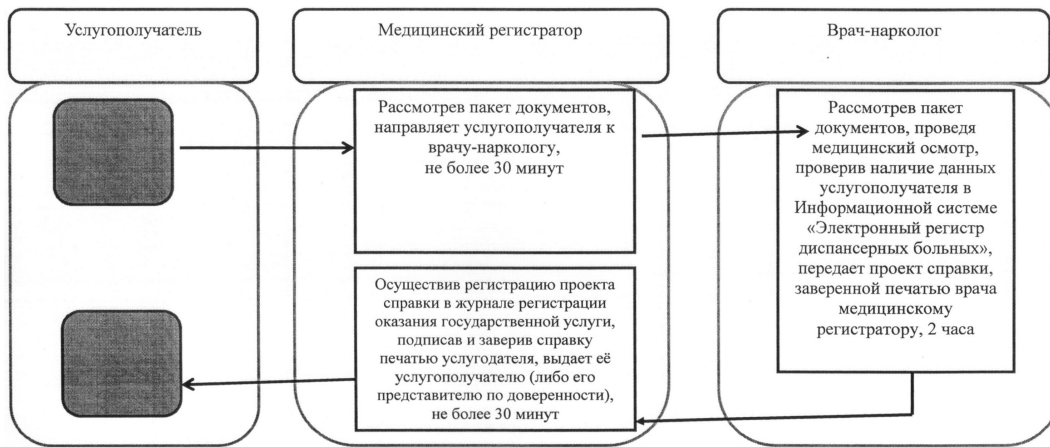 Услугополучатель
Медицинский регистратор
Врач-нарколог
Рассмотрев пакет документов,
направляет услугополучателя к
врачу-наркологу,
не более 30 минут
Рассмотрев пакет
документов, проведя
медицинский осмотр,
проверив наличие данных
услугополучателя в
Информационной системе
«Электронный регистр
диспансерных больных»,
передает проект справки,
заверенной печатью врача
медицинскому
регистратору, 2 часа
Осуществив регистрацию проекта
справки в журнале регистрации
оказания государственной услуги,
подписав и заверив справку
печатью услугодателя, выдает её
услугополучателю (либо его
представителю по доверенности),
не более 30 минут